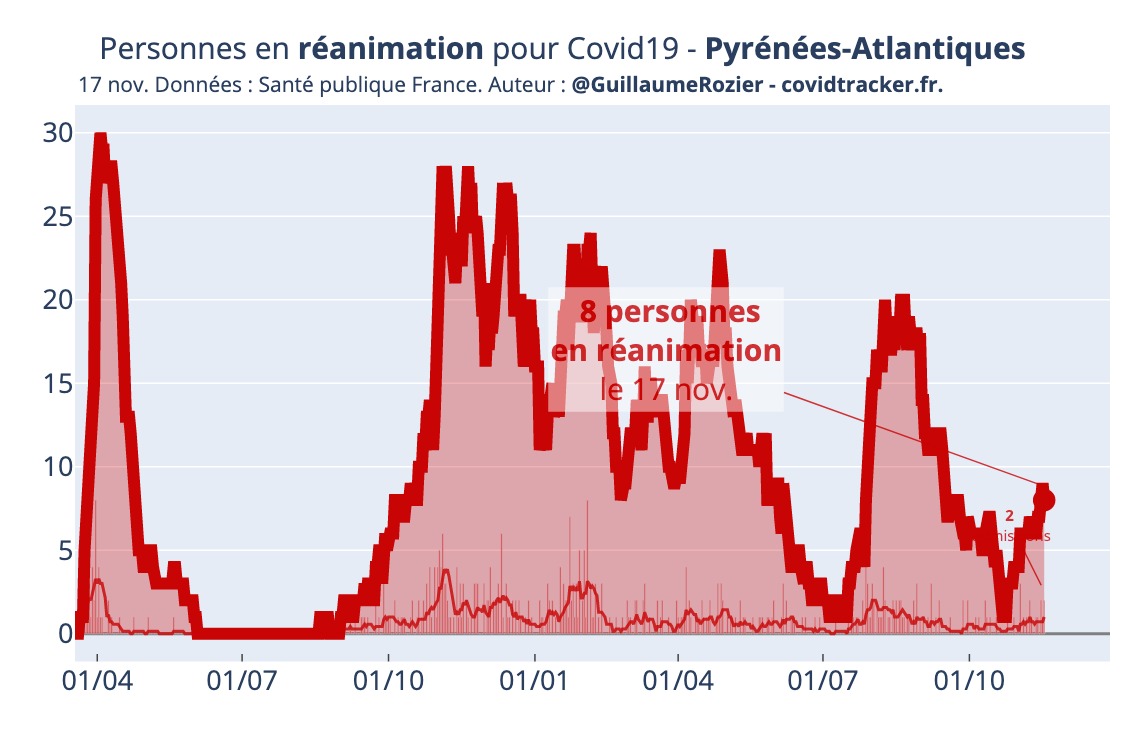 Personnes en réanimation pour Covid19 - Pyrénées-Atlantiques
17 nov. Données : Santé publique France. Auteur : @GuillaumeRozier - covidtracker.fr.
30
25
20
15
10
5
0
8 personnes
en réanimation
le 17 nov.
2
01/04 01/07 01/10 01/01 01/04 01/07 01/10